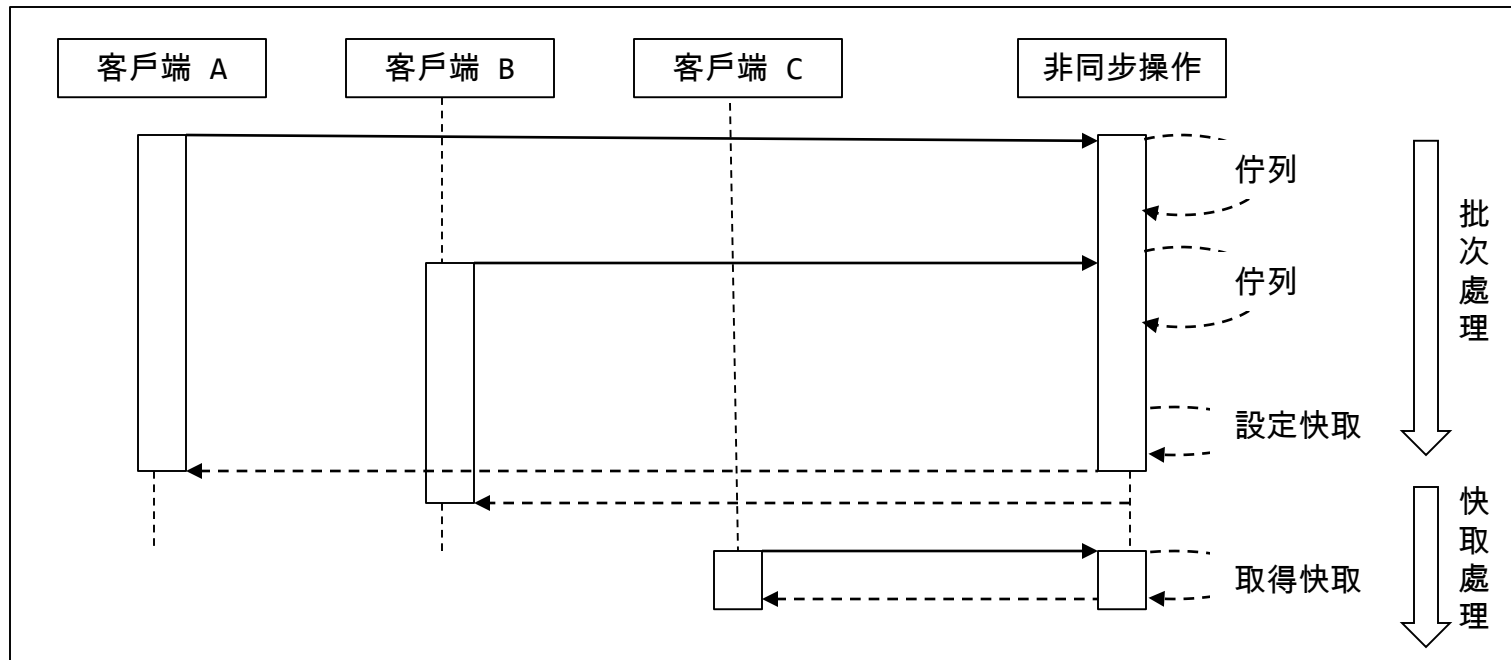 客戶端 A
客戶端 B
客戶端 C
非同步操作
佇列
佇列
批次處理
設定快取
快取處理
取得快取